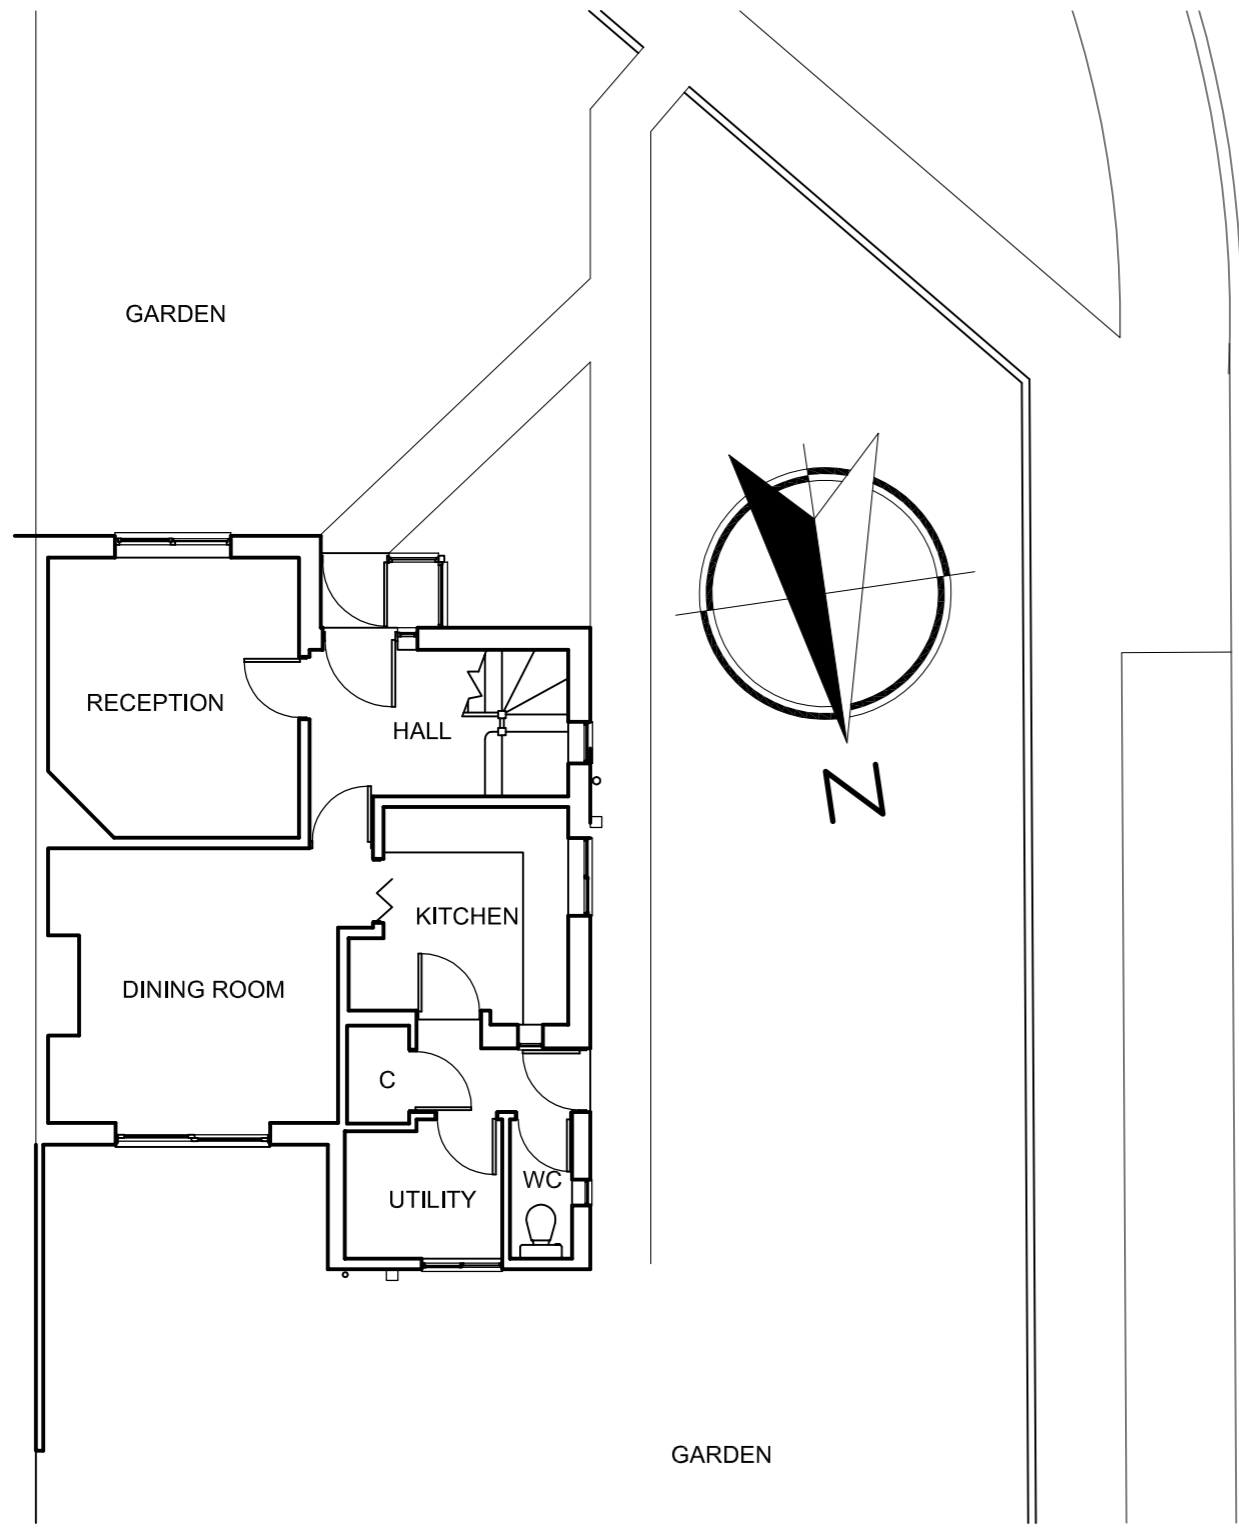 GARDEN
RECEPTION
HALL
N
KITCHEN
DINING ROOM
C
WC
UTILITY
GARDEN